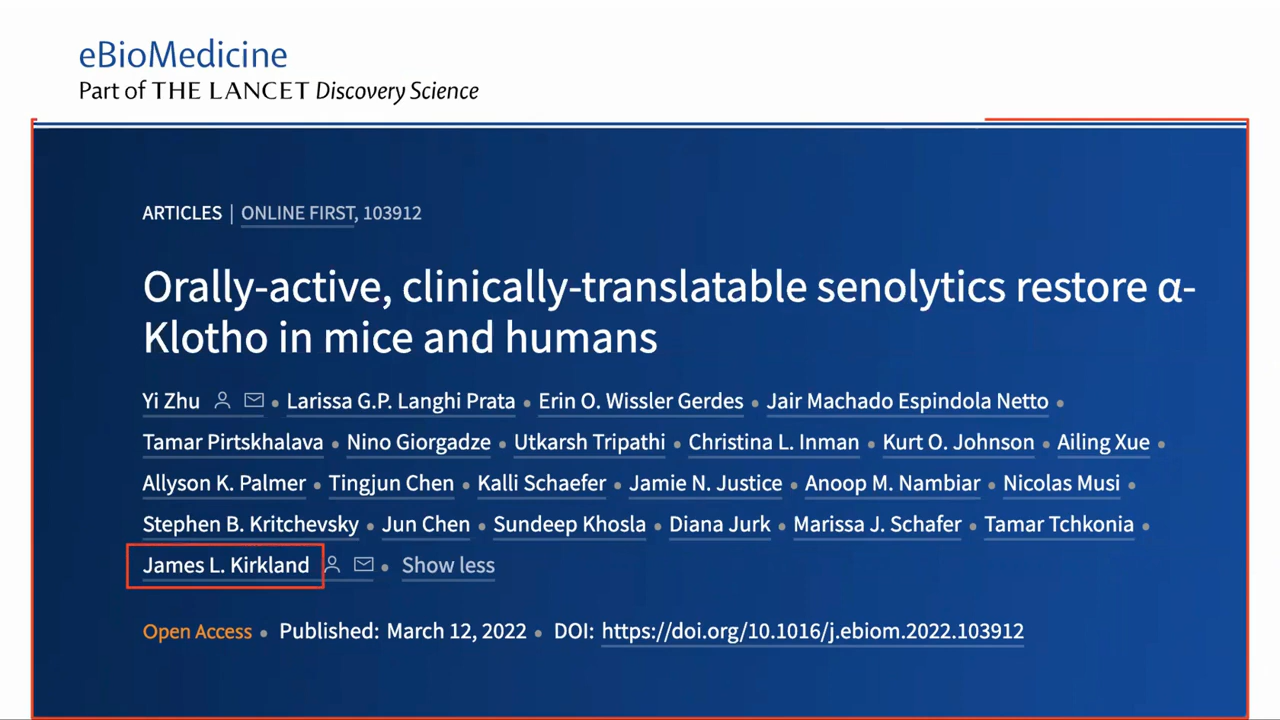 eBioMedicine
Part of THE LANCET Discovery Science
ARTICLES | ONLINE FIRST, 103912
Orally-active, clinically-translatable senolytics restore α-
Klotho in mice and humans
Yi Zhu • Larissa G.P. Langhi Prata • Erin O. Wissler Gerdes • Jair Machado Espindola Netto •
Tamar Pirtskhalava • Nino Giorgadze • Utkarsh Tripathi • Christina L. Inman • Kurt O. Johnson • Ailing Xue •
Allyson K. Palmer • Tingjun Chen • Kalli Schaefer • Jamie N. Justice • Anoop M. Nambiar • Nicolas Musi •
Stephen B. Kritchevsky • Jun Chen • Sundeep Khosla • Diana Jurk • Marissa J. Schafer • Tamar Tchkonia •
James L. Kirkland • Show less
Open Access • Published: March 12, 2022 • DOI: https://doi.org/10.1016/j.ebiom.2022.103912